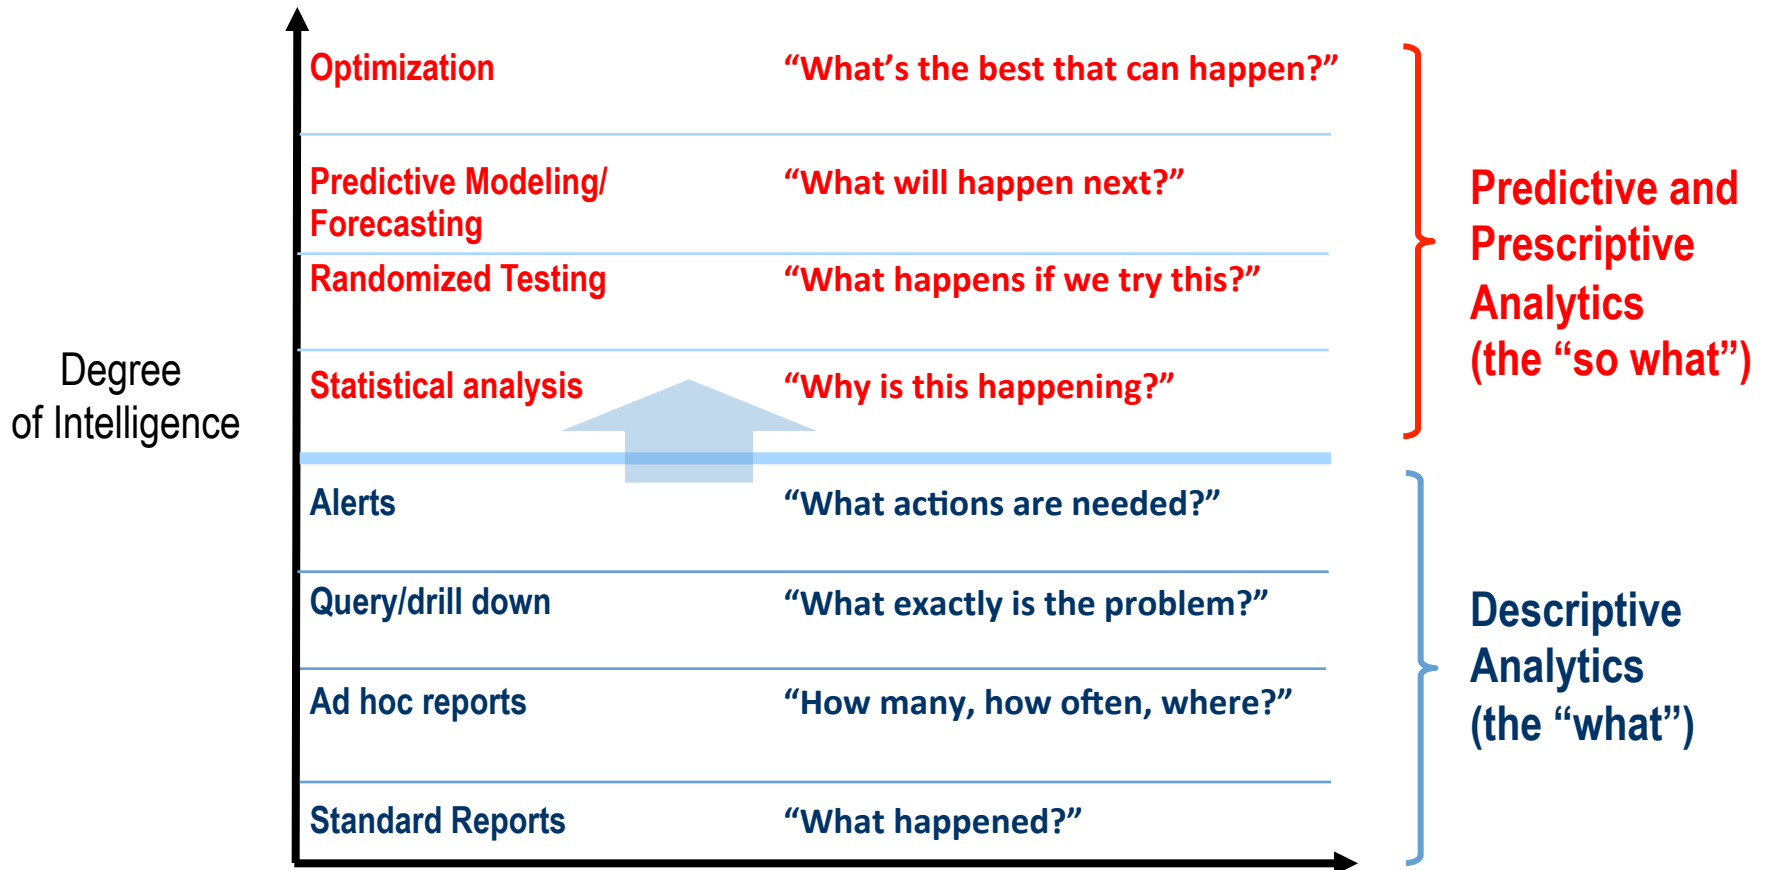 Optimization “What’s the best that can happen?”
Predictive Modeling/ “What will happen next?”
Forecasting
Randomized Testing “What happens if we try this?”
Statistical analysis “Why is this happening?”
Predictive and
Prescriptive
Analytics
(the “so what”)
Degree
of Intelligence
Alerts “What actions are needed?”
Query/drill down “What exactly is the problem?”
Ad hoc reports “How many, how often, where?”
Standard Reports “What happened?”
Descriptive
Analytics
(the “what”)